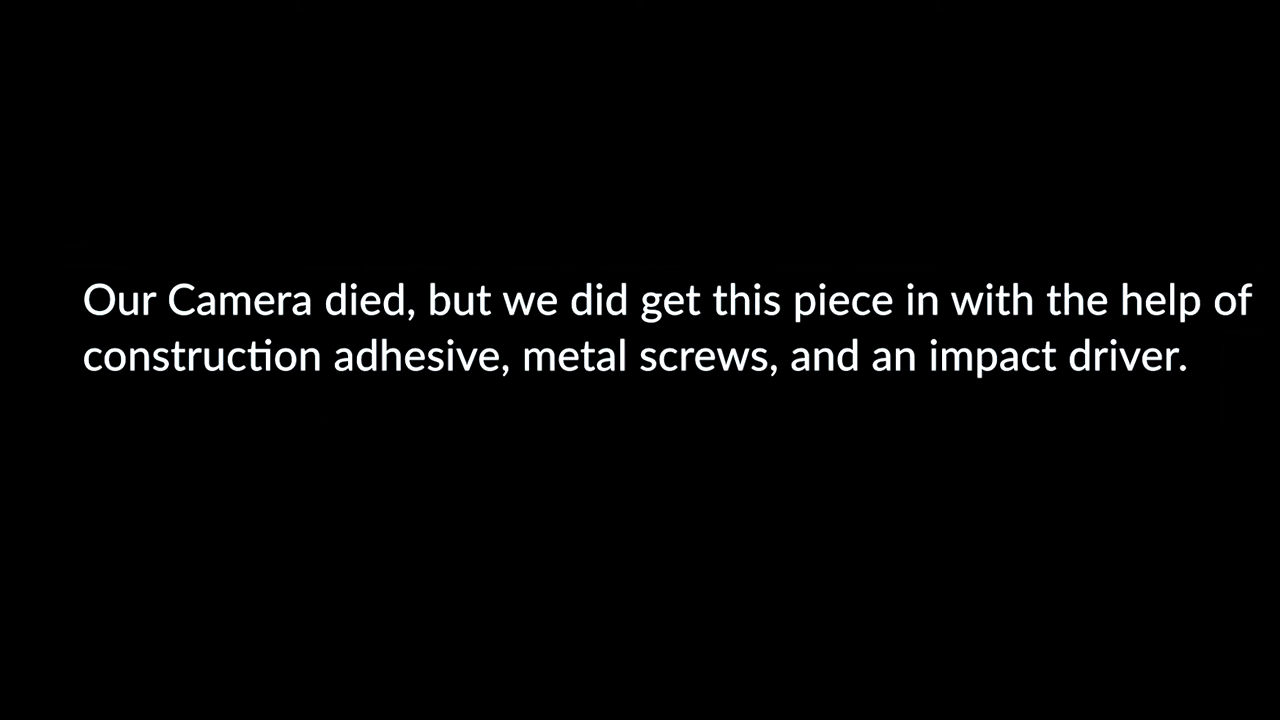 Our Camera died, but we did get this piece in with the help of
construction adhesive, metal screws, and an impact driver.